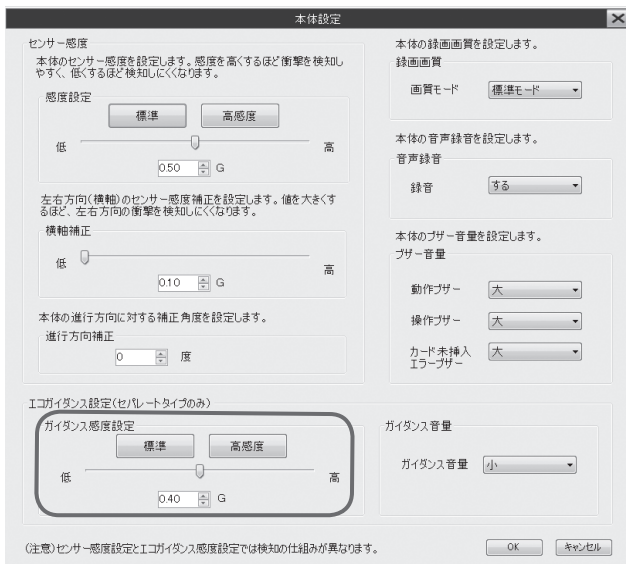 本体設定
センサー感度
本体のセンサー感度を設定します。感度を高くするほど衝撃を検知し
やすく、低くするほど検知しにくくなります。
感度設定
標準 高感度
低 高
0.50 G
左右方向(横軸)のセンサー感度補正を設定します。値を大きくす
るほど、左右方向の衝撃を検知しにくくなります。
横軸補正
低 高
0.10 G
本体の進行方向に対する補正角度を設定します。
進行方向補正
0 度
本体の録画画質を設定します。
録画画質
画質モード 標準モード
本体の音声録音を設定します。
音声録音
録音 する
本体のブザー音量を設定します。
ブザー音量
動作ブザー 大
操作ブザー 大
カード未挿入 大
エラーブザー
エコガイダンス設定(セパレートタイプのみ)
ガイダンス感度設定
標準 高感度
低 高
0.40 G
ガイダンス音量
ガイダンス音量 小
(注意)センサー感度設定とエコガイダンス感度設定では検知の仕組みが異なります。
OK キャンセル